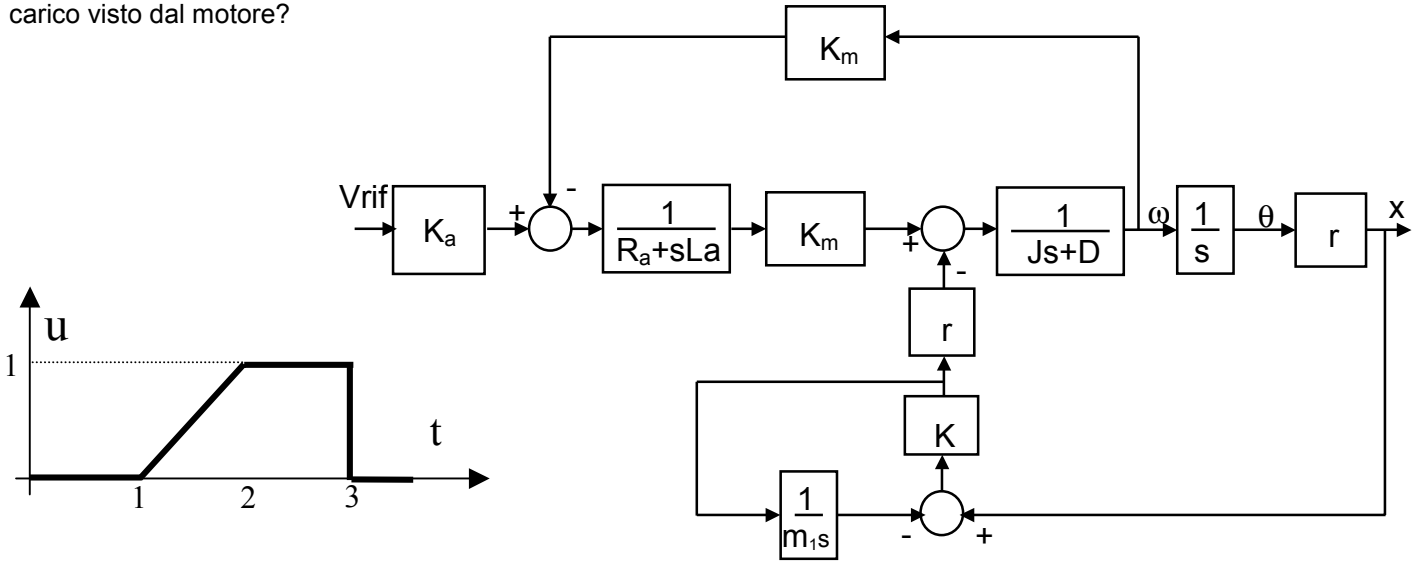 carico visto dal motore?
Km
Vrif
Ka
+
-
1
Ra+sLa
Km
+
-
1
Js+D
ω
1
s
θ
r
x
r
K
1
m1s
-
+
u
1
t
1
2
3